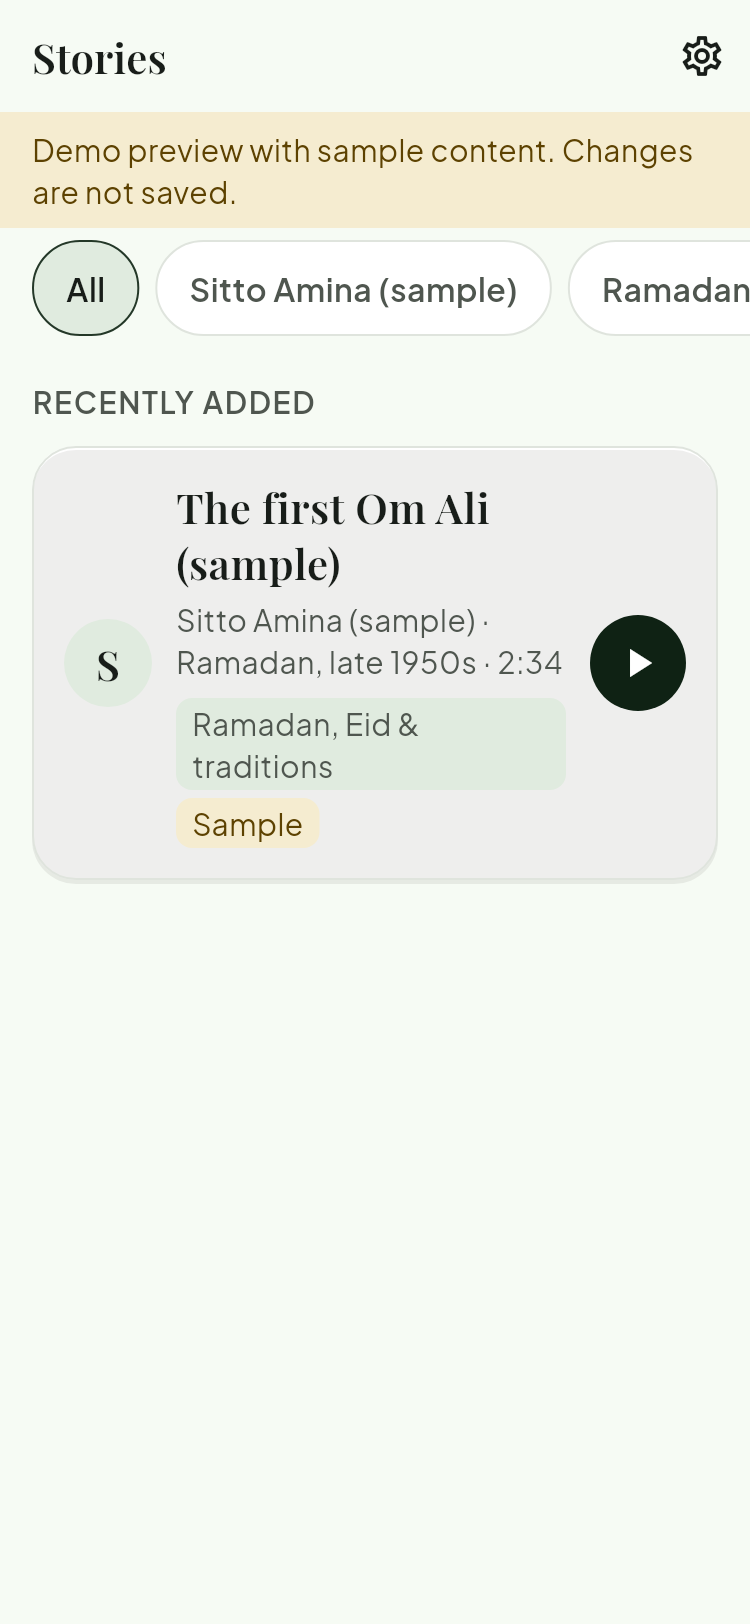 Stories
Demo preview with sample content. Changes
are not saved.
All
Sitto Amina (sample)
Ramadan
RECENTLY ADDED
The first Om Ali
(sample)
Sitto Amina (sample) ·
Ramadan, late 1950s · 2:34
S
Ramadan, Eid &
traditions
Sample